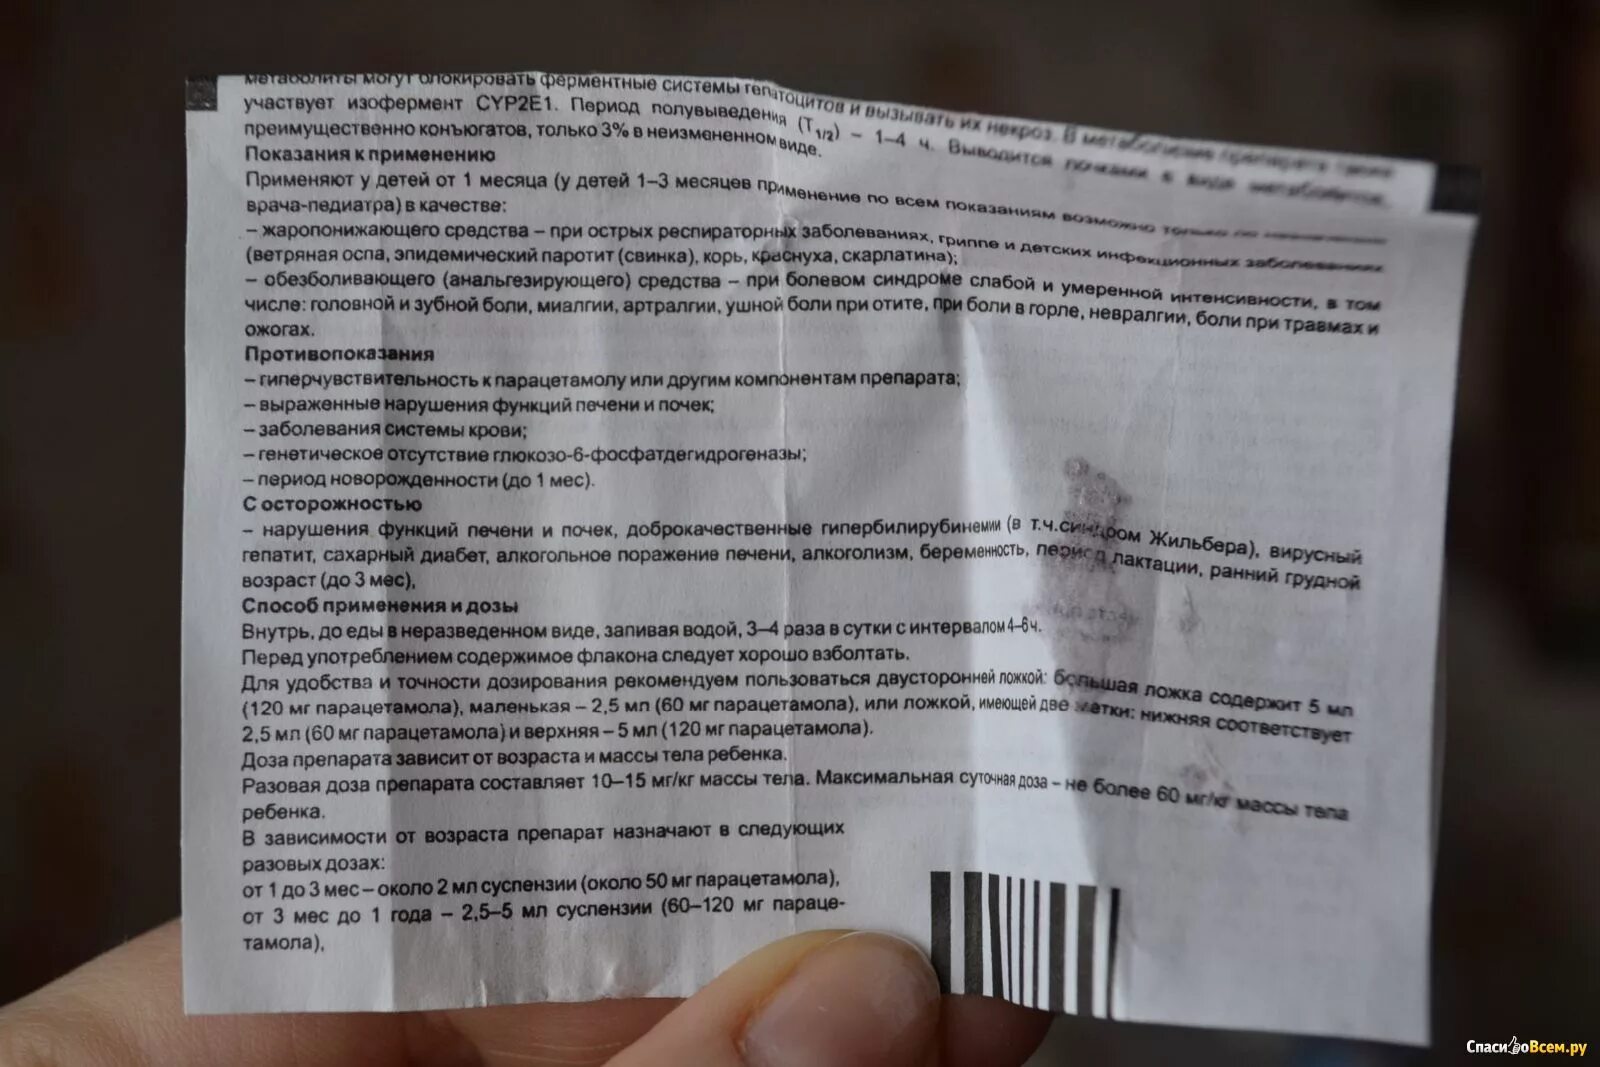 метаболиты могут блокировать ферментные системы гепатоцитов и вызывать их некроз. В метаболизме препарата также
участвует изофермент CYP2E1. Период полувыведения (T1/2) – 1–4 ч. Выводится почками в виде метаболитов,
преимущественно конъюгатов, только 3% в неизмененном виде.
Показания к применению
Применяют у детей от 1 месяца (у детей 1–3 месяцев применение по всем показаниям возможно только по
врача-педиатра) в качестве:
– жаропонижающего средства – при острых респираторных заболеваниях, гриппе и детских инфекционных заболеваниях
(ветряная оспа, эпидемический паротит (свинка), корь, краснуха, скарлатина);
– обезболивающего (анальгезирующего) средства – при болевом синдроме слабой и умеренной интенсивности, в том
числе: головной и зубной боли, миалгии, артралгии, ушной боли при отите, при боли в горле, невралгии, боли при травмах и
ожогах.
Противопоказания
– гиперчувствительность к парацетамолу или другим компонентам препарата;
– выраженные нарушения функций печени и почек;
– заболевания системы крови;
– генетическое отсутствие глюкозо-6-фосфатдегидрогеназы;
– период новорожденности (до 1 мес).
С осторожностью
– нарушения функций печени и почек, доброкачественные гипербилирубинемии (в т.ч.синдром Жильбера), вирусный
гепатит, сахарный диабет, алкогольное поражение печени, алкоголизм, беременность, период лактации, ранний грудной
возраст (до 3 мес),
Способ применения и дозы
Внутрь, до еды в неразведенном виде, запивая водой, 3–4 раза в сутки с интервалом 4–6 ч.
Перед употреблением содержимое флакона следует хорошо взболтать.
Для удобства и точности дозирования рекомендуем пользоваться двусторонней ложкой: большая ложка содержит 5 мл
(120 мг парацетамола), маленькая – 2,5 мл (60 мг парацетамола), или ложкой, имеющей две метки: нижняя соответствует
2,5 мл (60 мг парацетамола) и верхняя – 5 мл (120 мг парацетамола).
Доза препарата зависит от возраста и массы тела ребенка.
Разовая доза препарата составляет 10–15 мг/кг массы тела. Максимальная суточная доза – не более 60 мг/кг массы тела
ребенка.
В зависимости от возраста препарат назначают в следующих
разовых дозах:
от 1 до 3 мес – около 2 мл суспензии (около 50 мг парацетамола),
от 3 мес до 1 года – 2,5–5 мл суспензии (60–120 мг параце-
тамола),
СпасибоВсем.ру